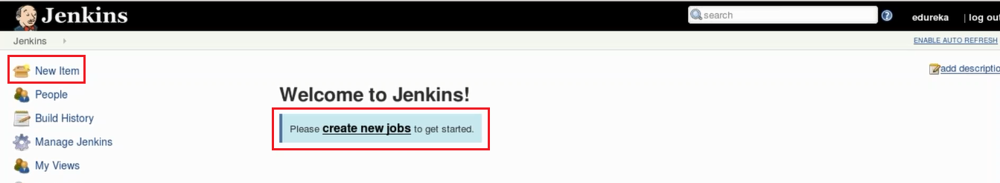 Jenkins
search
edureka
| log out
Jenkins
ENABLE AUTO REFRESH
New Item
add descriptio
People
Welcome to Jenkins!
Build History
Please create new jobs to get started.
Manage Jenkins
My Views